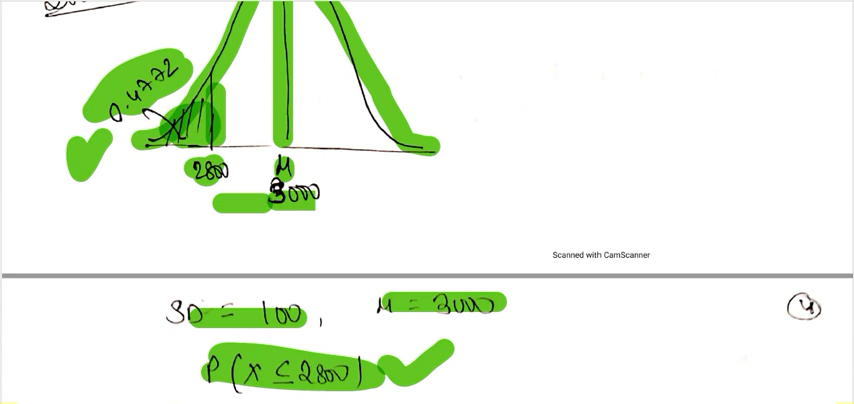 0.4772
2800 μ
3000
Scanned with CamScanner
SD = 100, μ = 3000
4
P(X ≤ 2800)